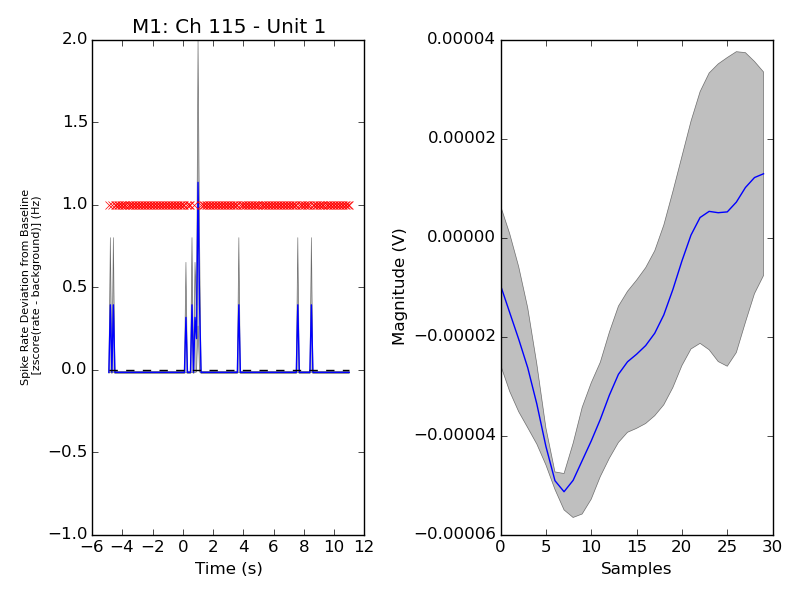 M1: Ch 115 - Unit 1
2.0
1.5
1.0
0.5
0.0
−0.5
−1.0
−6 −4 −2 0 2 4 6 8 10 12
Time (s)
Spike Rate Deviation from Baseline
[zscore(rate - background)] (Hz)
0.00004
0.00002
0.00000
−0.00002
−0.00004
−0.00006
0 5 10 15 20 25 30
Samples
Magnitude (V)